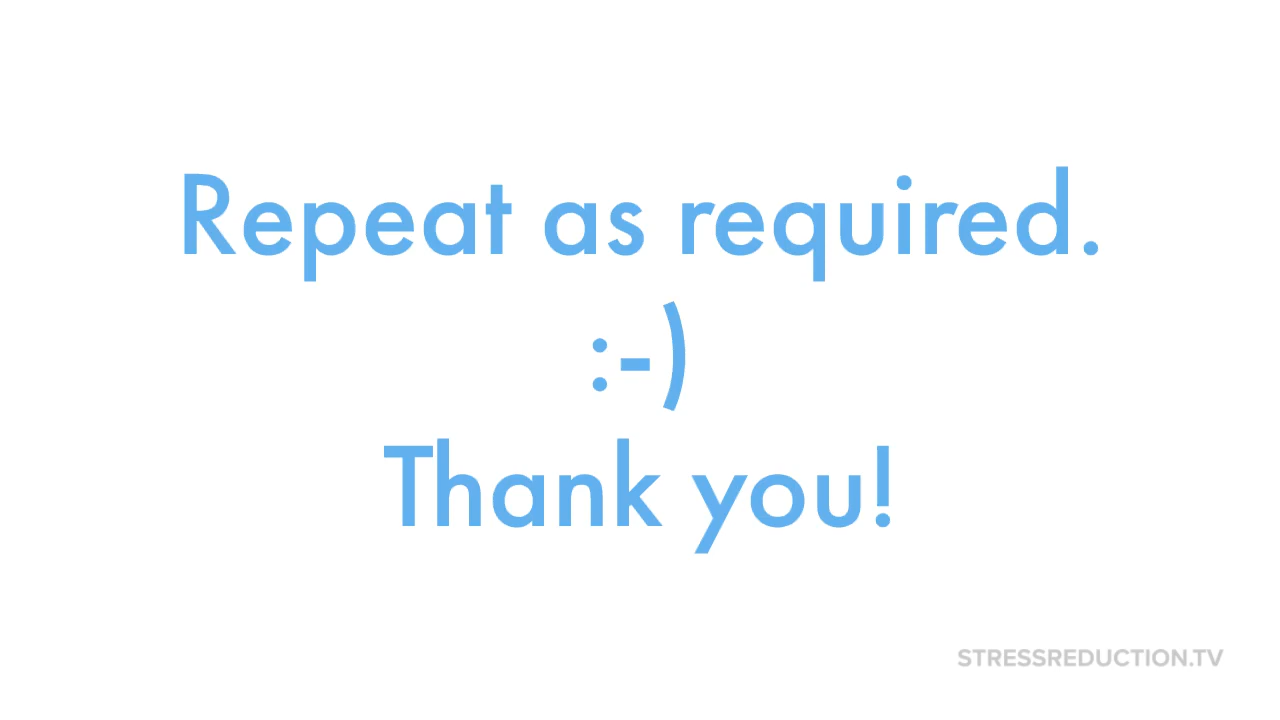 Repeat as required.
:-)
Thank you!
STRESSREDUCTION.TV